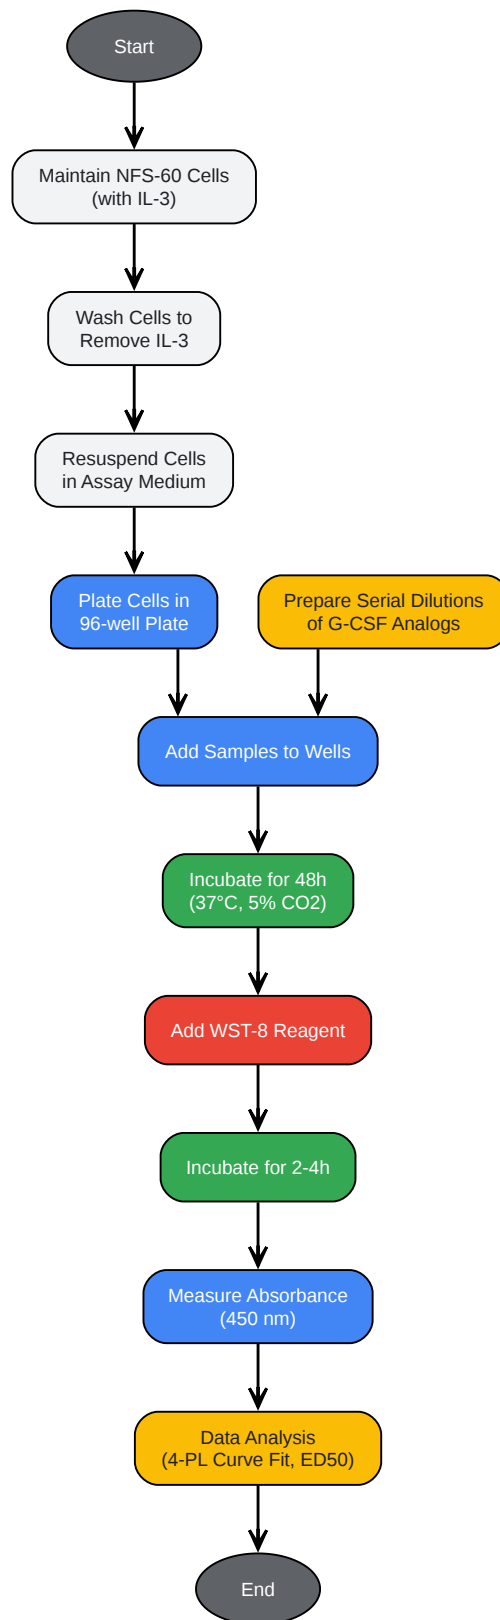 Start
Maintain NFS-60 Cells
(with IL-3)
Wash Cells to
Remove IL-3
Resuspend Cells
in Assay Medium
Plate Cells in
96-well Plate
Prepare Serial Dilutions
of G-CSF Analogs
Add Samples to Wells
Incubate for 48h
(37°C, 5% CO2)
Add WST-8 Reagent
Incubate for 2-4h
Measure Absorbance
(450 nm)
Data Analysis
(4-PL Curve Fit, ED50)
End